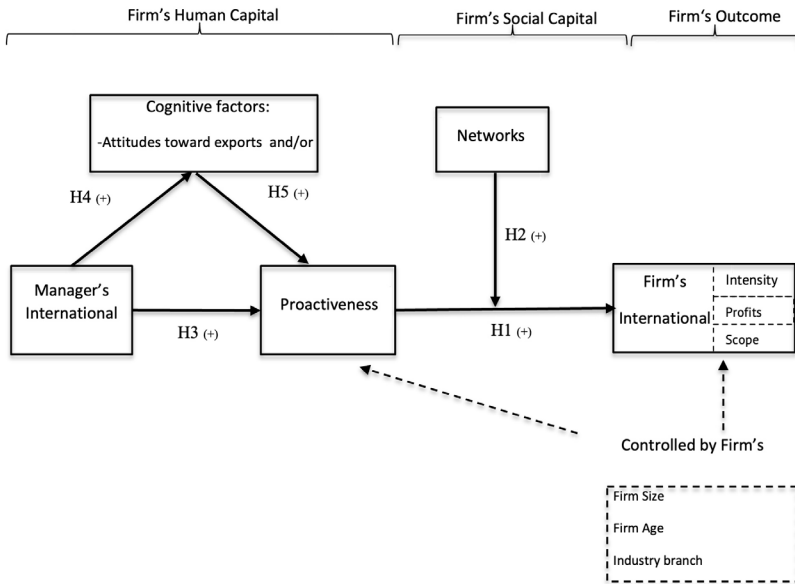 Firm's Human Capital
Firm's Social Capital
Firm's Outcome
Cognitive factors:
-Attitudes toward exports and/or
Networks
H4 (+)
H5 (+)
H2 (+)
Manager's
International
H3 (+)
Proactiveness
H1 (+)
Firm's
International
Intensity
Profits
Scope
Controlled by Firm's
Firm Size
Firm Age
Industry branch